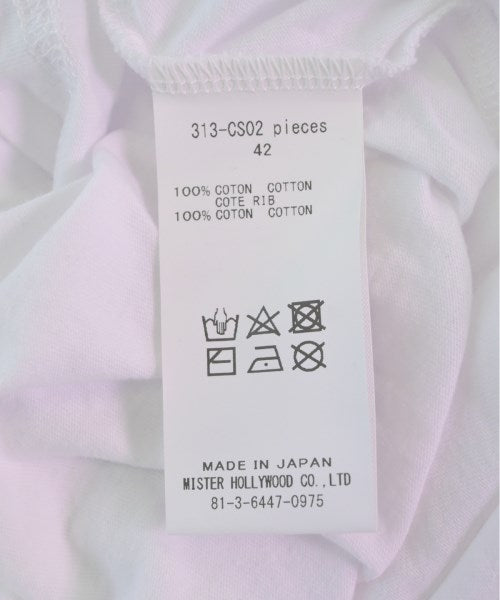 313-CS02 pieces
42
100% COTON COTTON
COTE RIB
100% COTON COTTON
MADE IN JAPAN
MISTER HOLLYWOOD CO.,LTD
81-3-6447-0975